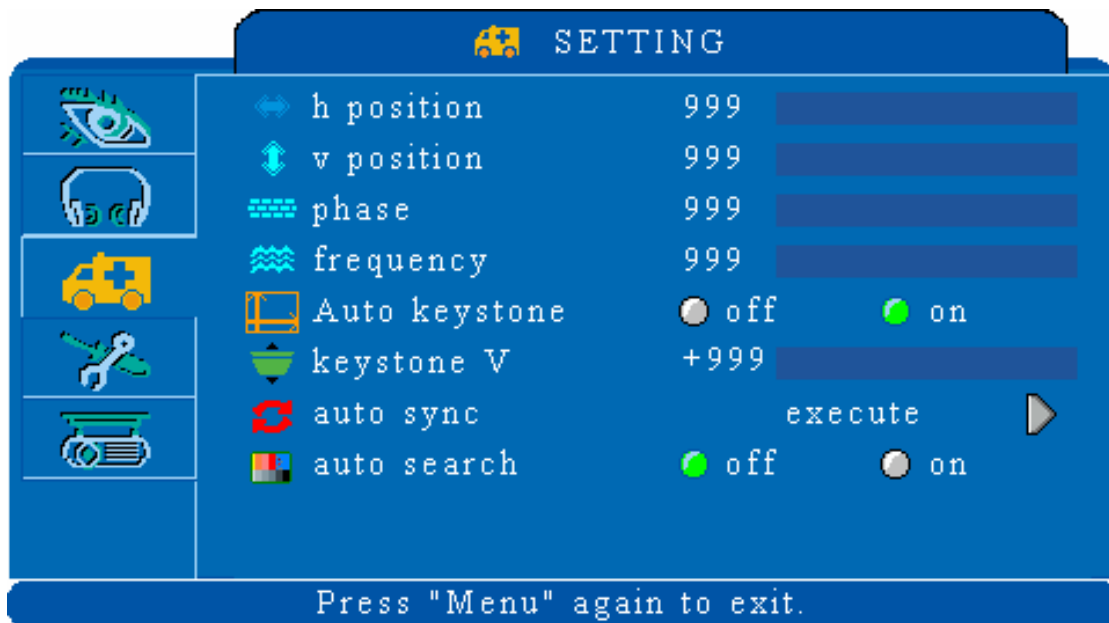 SETTING
h position 999
v position 999
phase 999
frequency 999
Auto keystone off on
keystone V +999
auto sync execute
auto search off on
Press "Menu" again to exit.